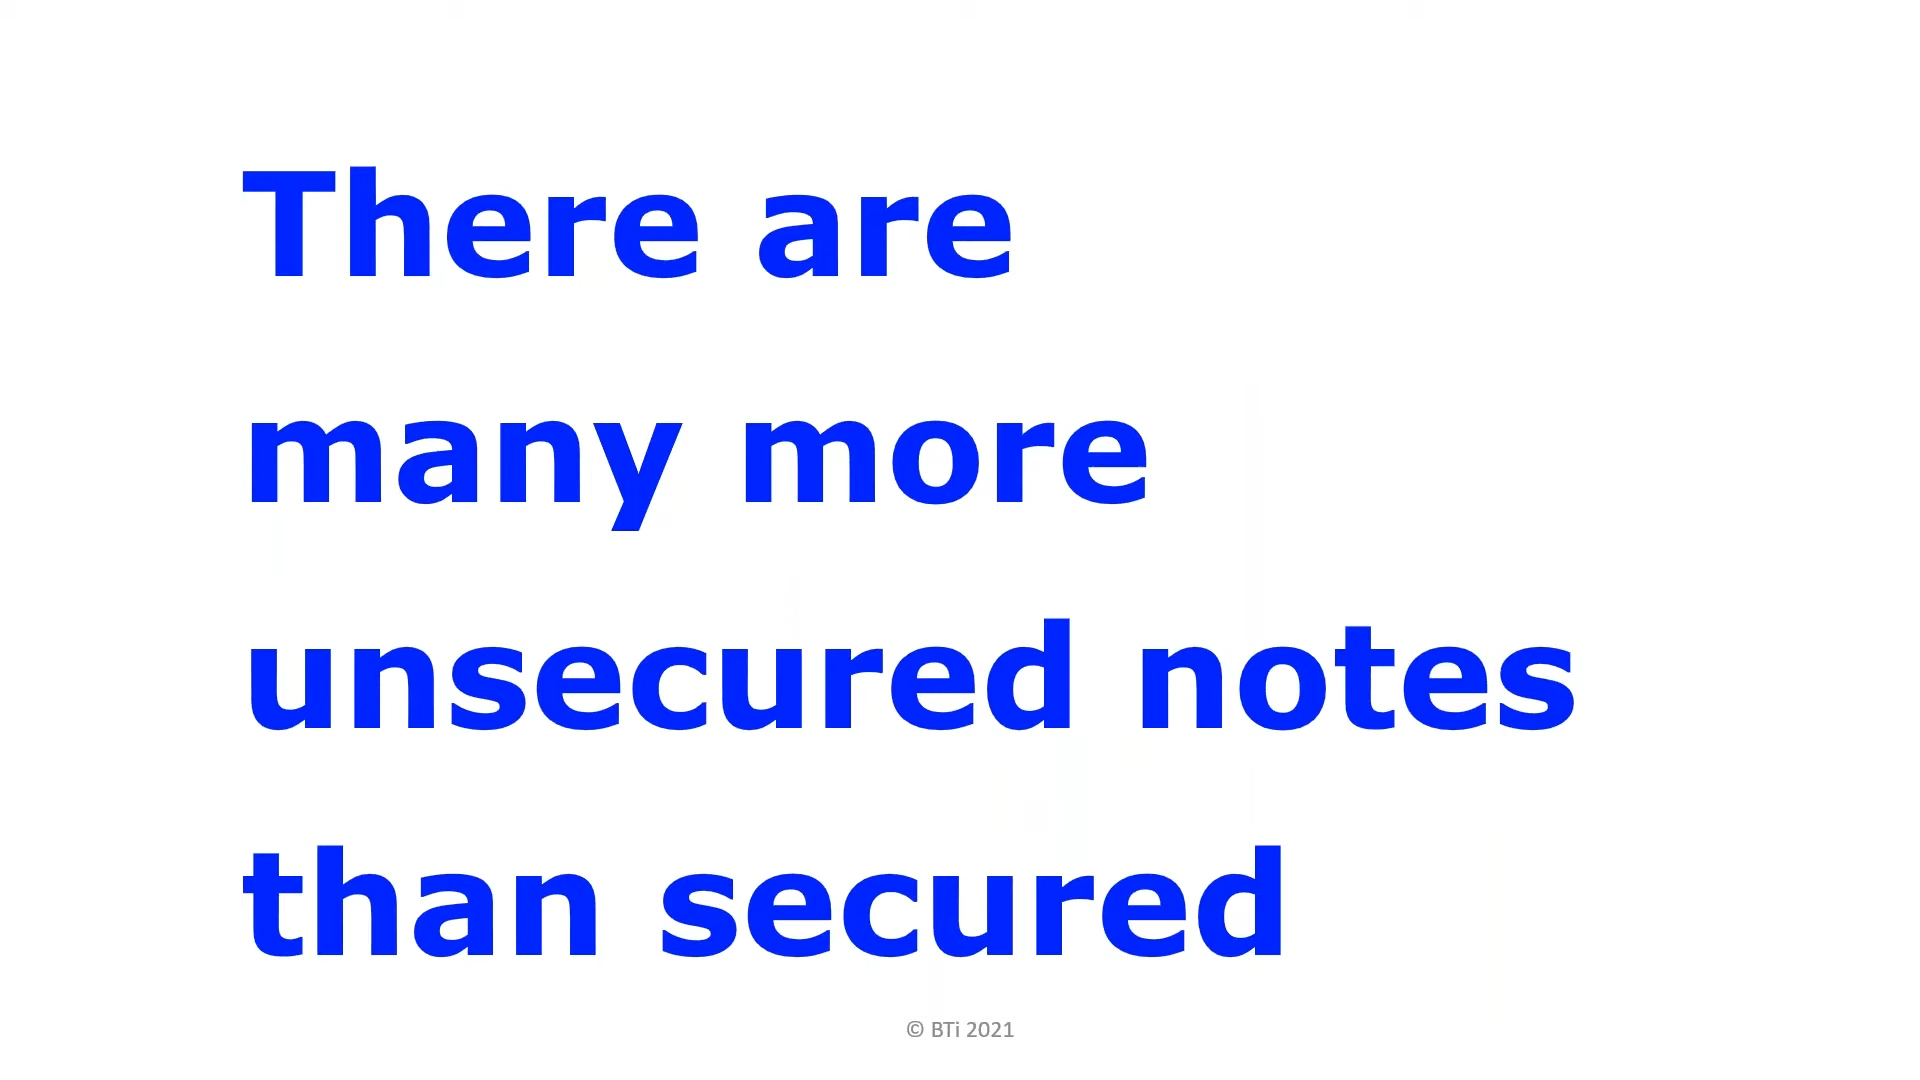 There are
many more
unsecured notes
than secured
© BTi 2021